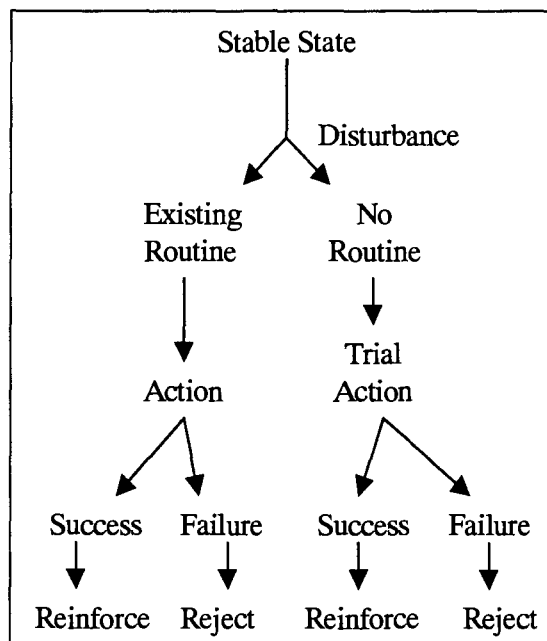 Stable State
Disturbance
Existing
Routine
No
Routine
Action
Trial
Action
Success
Failure
Success
Failure
Reinforce
Reject
Reinforce
Reject